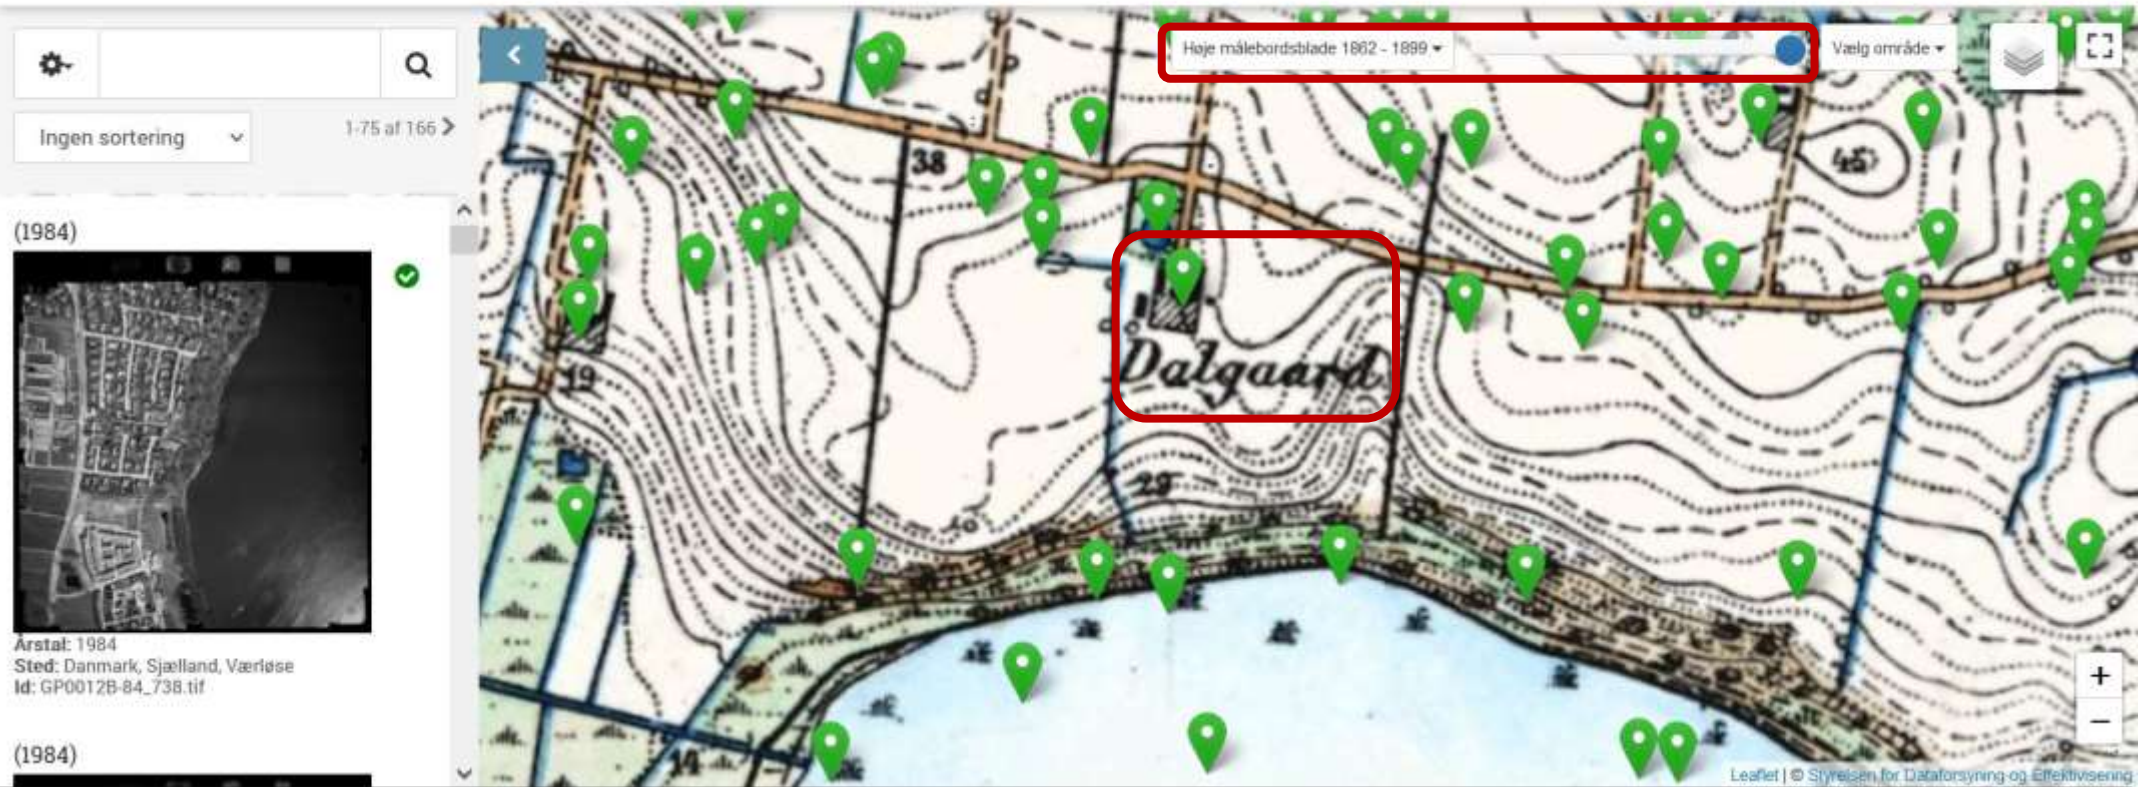 Høje målebordsblade 1862 - 1899
Vælg område
Ingen sortering
1-75 af 166
38
45
(1984)
Dalgaard
19
29
Årstal: 1984
Sted: Danmark, Sjælland, Værløse
Id: GP0012B-84_738.tif
+
−
(1984)
14
Leaflet | © Styrelsen for Dataforsyning og Effektivisering